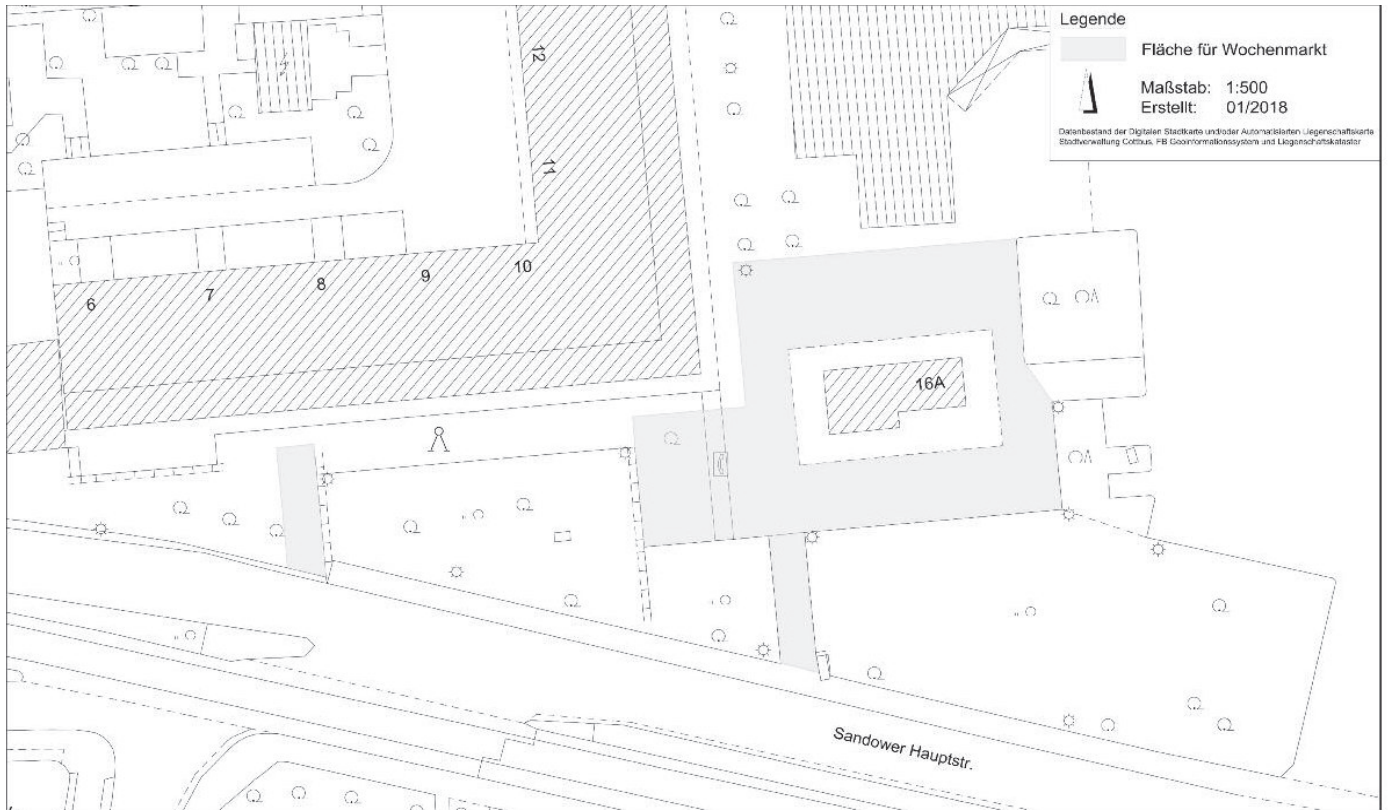 Legende
Fläche für Wochenmarkt
Maßstab: 1:500
Erstellt: 01/2018
Datenbestand der Digitalen Stadtkarte und/oder Automatisierten Liegenschaftskarte
Stadtverwaltung Cottbus, FB Geoinformationssystem und Liegenschaftskataster
12
11
10
9
8
7
6
16A
Sandower Hauptstr.